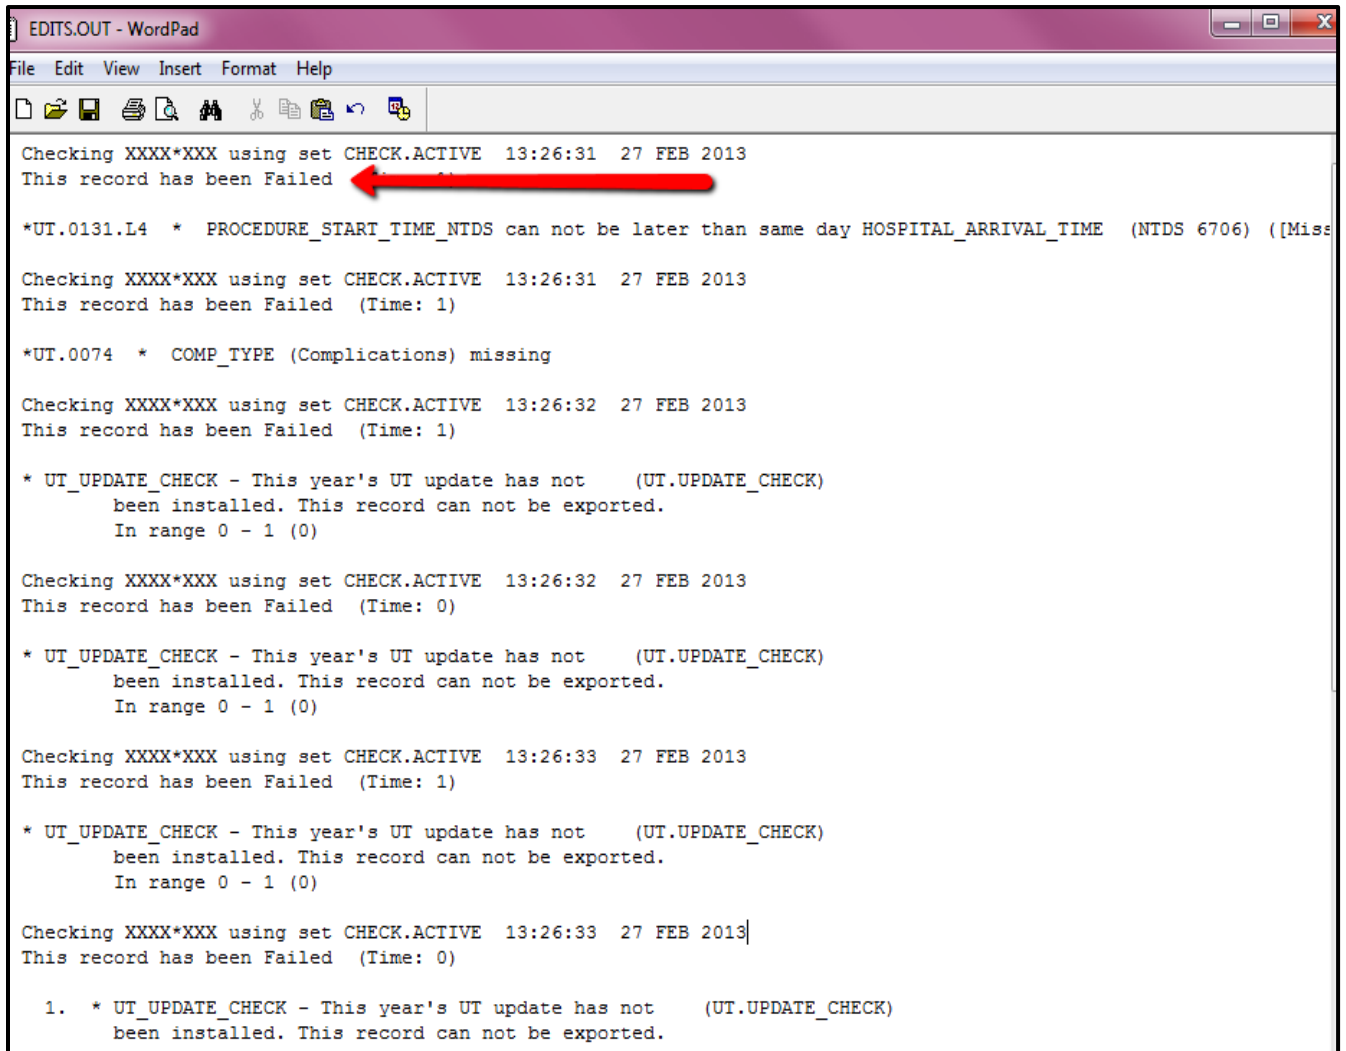 EDITS.OUT - WordPad
File Edit View Insert Format Help
Checking XXXX*XXX using set CHECK.ACTIVE 13:26:31 27 FEB 2013
This record has been Failed
*UT.0131.L4 * PROCEDURE_START_TIME_NTDS can not be later than same day HOSPITAL_ARRIVAL_TIME (NTDS 6706) ([Miss
Checking XXXX*XXX using set CHECK.ACTIVE 13:26:31 27 FEB 2013
This record has been Failed (Time: 1)
*UT.0074 * COMP_TYPE (Complications) missing
Checking XXXX*XXX using set CHECK.ACTIVE 13:26:32 27 FEB 2013
This record has been Failed (Time: 1)
* UT_UPDATE_CHECK - This year's UT update has not (UT.UPDATE_CHECK)
been installed. This record can not be exported.
In range 0 - 1 (0)
Checking XXXX*XXX using set CHECK.ACTIVE 13:26:32 27 FEB 2013
This record has been Failed (Time: 0)
* UT_UPDATE_CHECK - This year's UT update has not (UT.UPDATE_CHECK)
been installed. This record can not be exported.
In range 0 - 1 (0)
Checking XXXX*XXX using set CHECK.ACTIVE 13:26:33 27 FEB 2013
This record has been Failed (Time: 1)
* UT_UPDATE_CHECK - This year's UT update has not (UT.UPDATE_CHECK)
been installed. This record can not be exported.
In range 0 - 1 (0)
Checking XXXX*XXX using set CHECK.ACTIVE 13:26:33 27 FEB 2013
This record has been Failed (Time: 0)
1. * UT_UPDATE_CHECK - This year's UT update has not (UT.UPDATE_CHECK)
been installed. This record can not be exported.